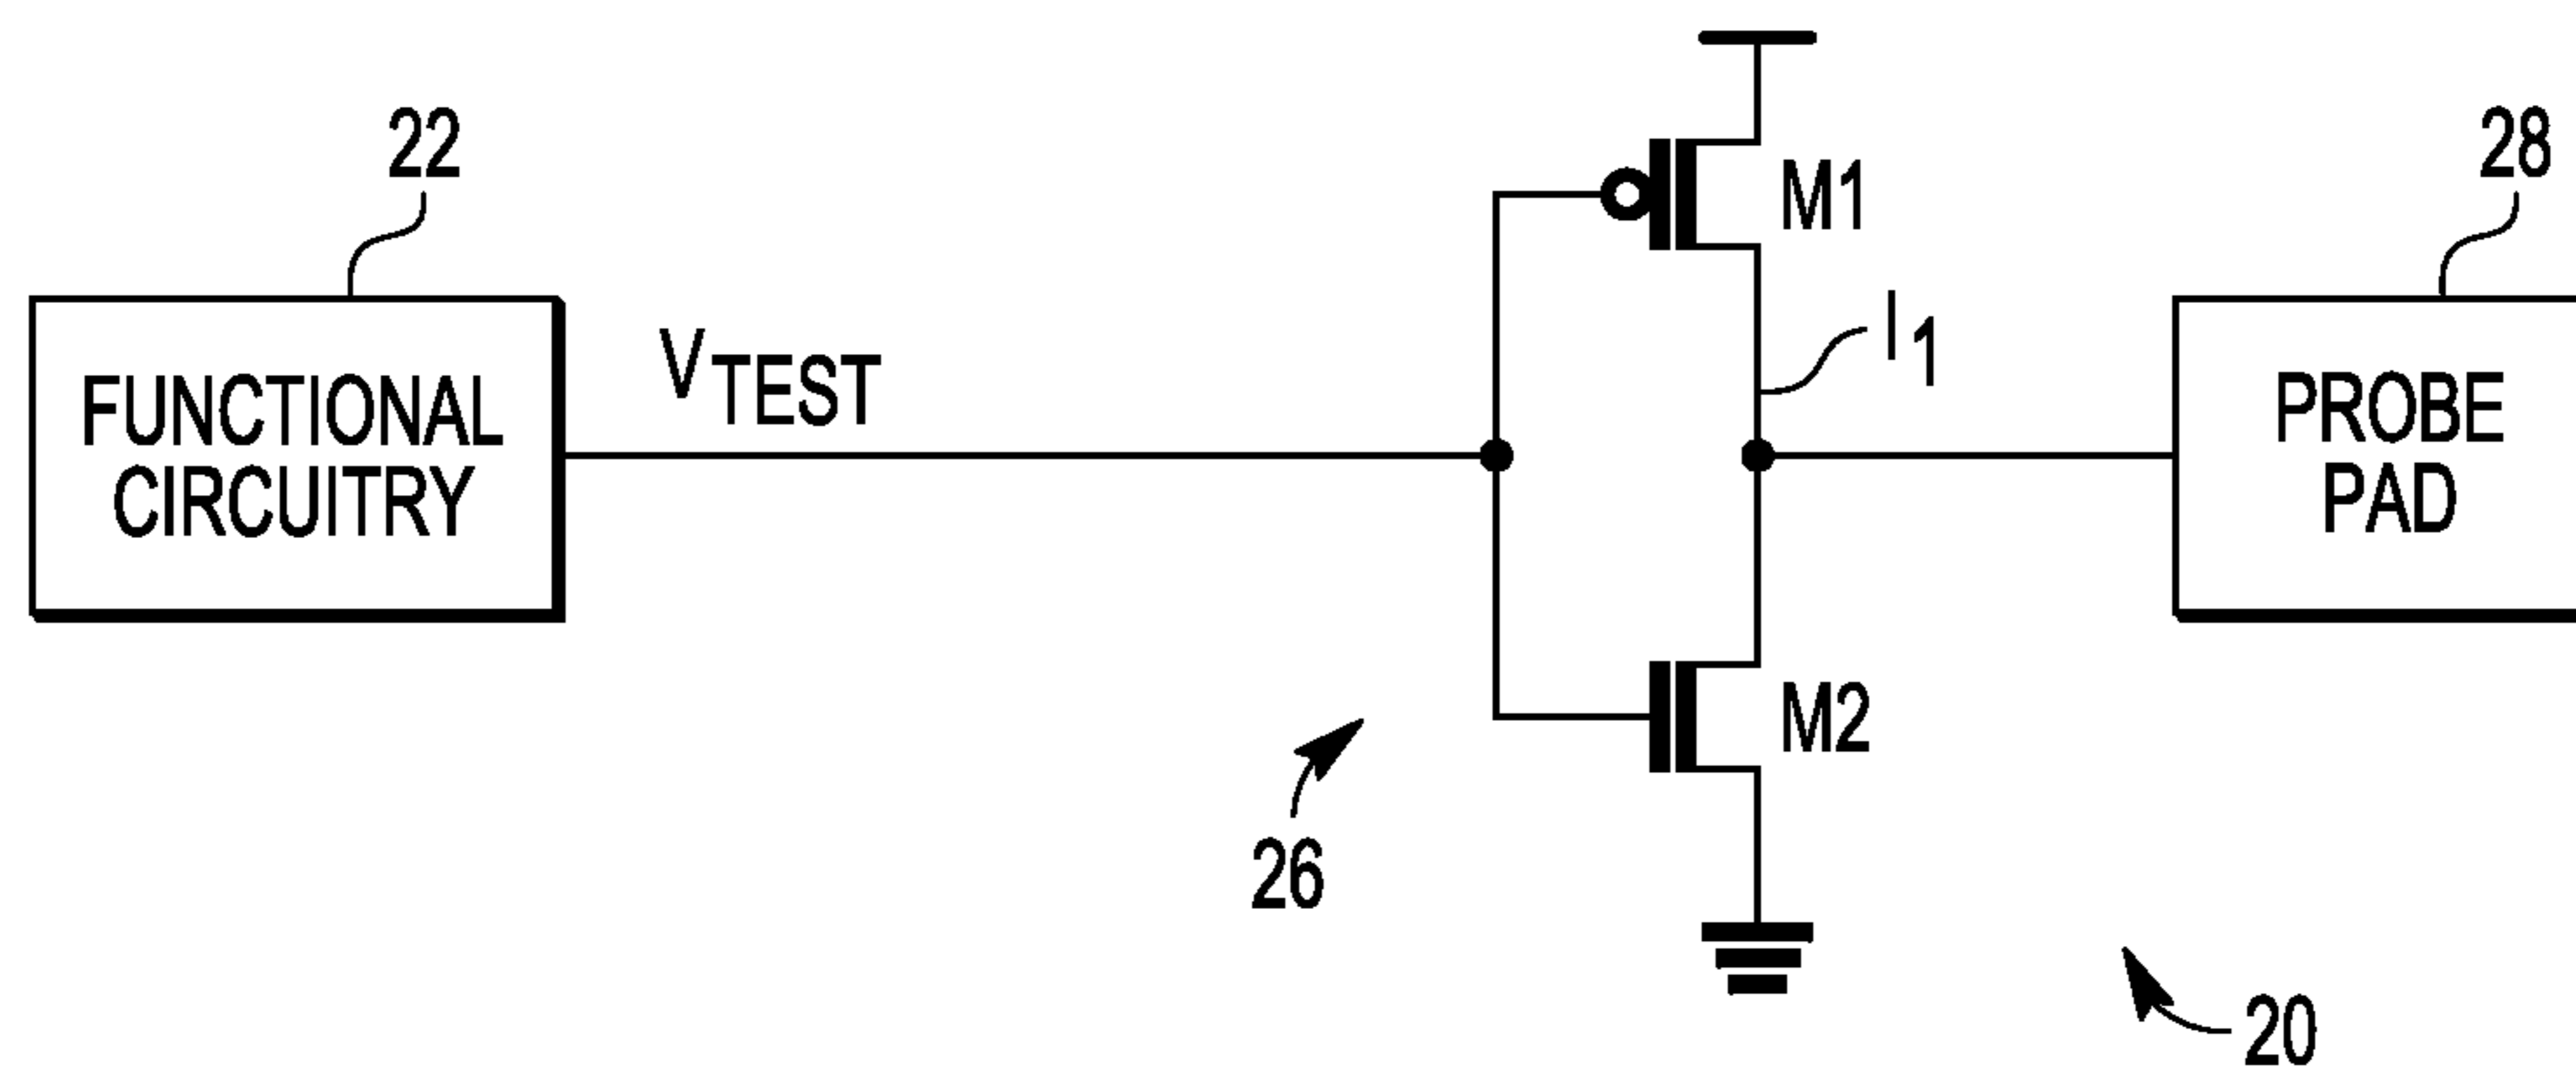 22
FUNCTIONAL
CIRCUITRY
VTEST
M1
I1
M2
26
28
PROBE
PAD
20